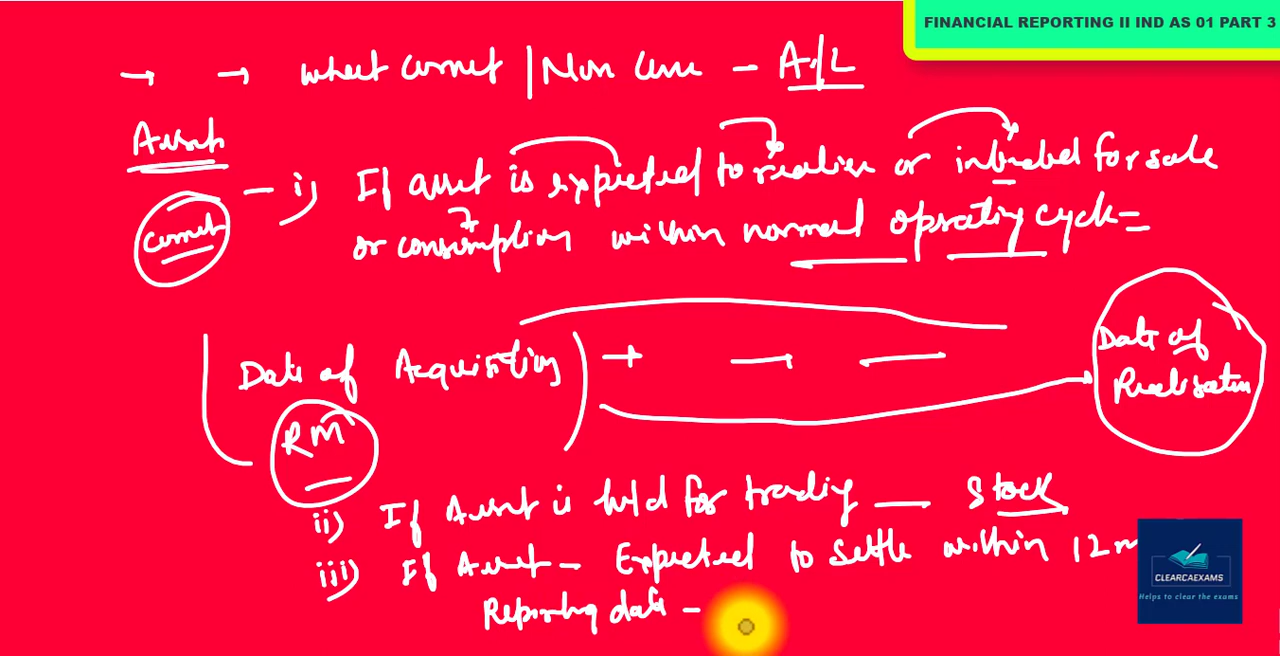 FINANCIAL REPORTING II IND AS 01 PART 3
→ → what current | Non Curr - A/L
Asset
Current - i) If asset is expected to realise or intended for sale
or consumption within normal operating cycle =
Date of Acquisition → Date of Realisation
RM
ii) If Asset is held for trading — Stock
iii) If Asset - Expected to settle within 12 m
Reporting date -
CLEARCAEXAMS
Helps to clear the exams